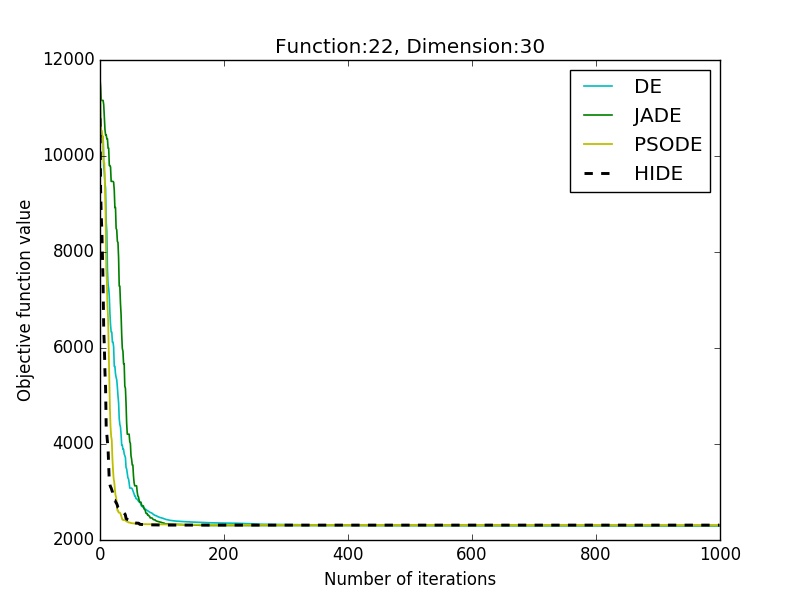 Function:22, Dimension:30
12000
10000
8000
6000
4000
2000
Objective function value
0
200
400
600
800
1000
Number of iterations
DE
JADE
PSODE
HIDE